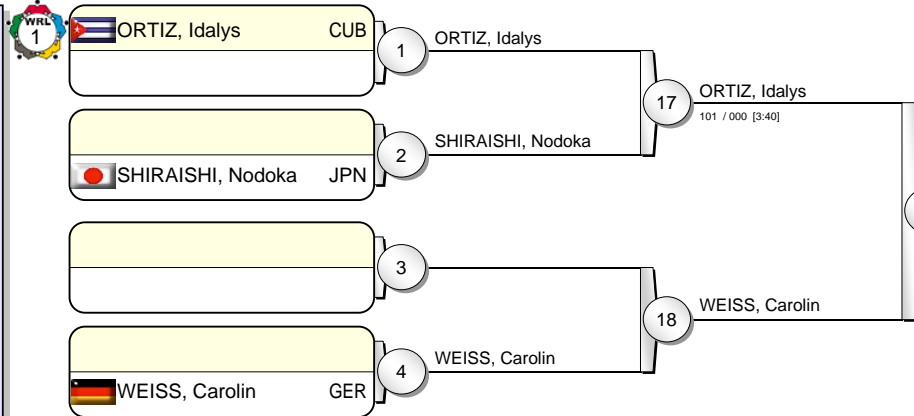 WRL
1
ORTIZ, Idalys CUB
1
ORTIZ, Idalys
17
ORTIZ, Idalys
101 / 000 [3:40]
2
SHIRAISHI, Nodoka
SHIRAISHI, Nodoka JPN
3
18
WEISS, Carolin
4
WEISS, Carolin
WEISS, Carolin GER